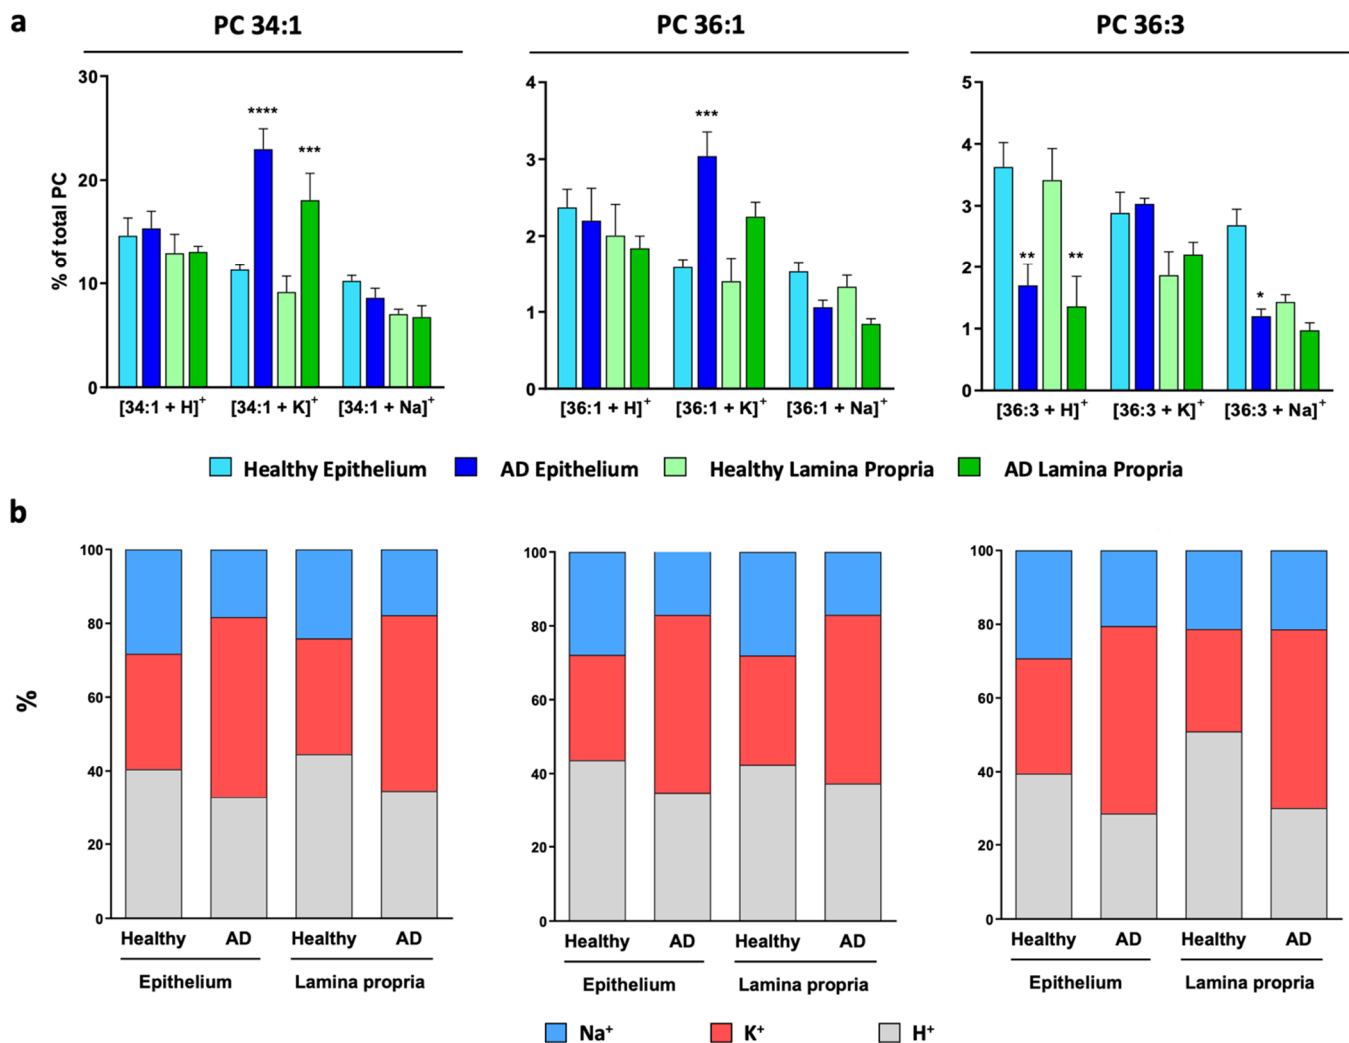 a
PC 34:1 PC 36:1 PC 36:3
% of total PC
30
20
10
0
**** ***
[34:1 + H]+ [34:1 + K]+ [34:1 + Na]+
4
3
2
1
0
***
[36:1 + H]+ [36:1 + K]+ [36:1 + Na]+
5
4
3
2
1
0
** ** *
[36:3 + H]+ [36:3 + K]+ [36:3 + Na]+
Healthy Epithelium AD Epithelium Healthy Lamina Propria AD Lamina Propria
b
%
100
80
60
40
20
0
Healthy AD Healthy AD
Epithelium Lamina propria
100
80
60
40
20
0
Healthy AD Healthy AD
Epithelium Lamina propria
100
80
60
40
20
0
Healthy AD Healthy AD
Epithelium Lamina propria
Na+ K+ H+